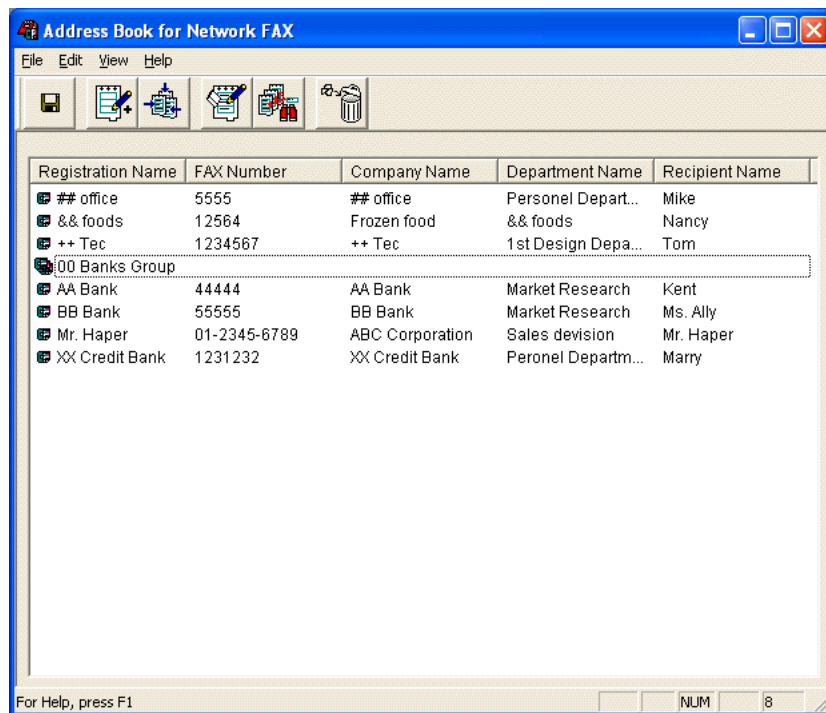 Address Book for Network FAX
File Edit View Help
Registration Name FAX Number Company Name Department Name Recipient Name
## office 5555 ## office Personel Depart... Mike
&& foods 12564 Frozen food && foods Nancy
++ Tec 1234567 ++ Tec 1st Design Depa... Tom
00 Banks Group
AA Bank 44444 AA Bank Market Research Kent
BB Bank 55555 BB Bank Market Research Ms. Ally
Mr. Haper 01-2345-6789 ABC Corporation Sales devision Mr. Haper
XX Credit Bank 1231232 XX Credit Bank Peronel Departm... Marry
For Help, press F1 NUM 8